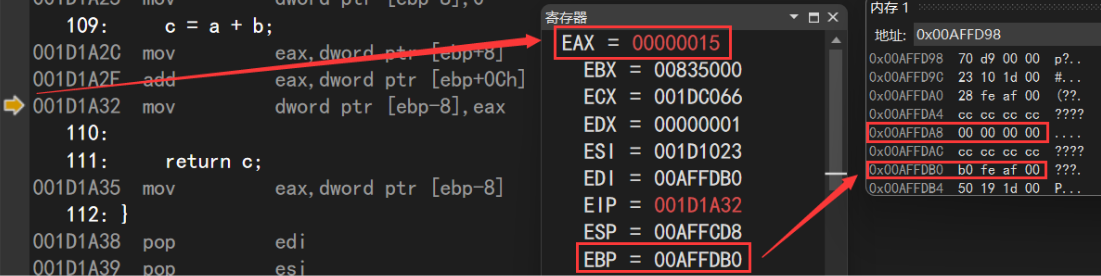 001D1A25 mov dword ptr [ebp-8],0
109: c = a + b;
001D1A2C mov eax,dword ptr [ebp+8]
001D1A2F add eax,dword ptr [ebp+0Ch]
001D1A32 mov dword ptr [ebp-8],eax
110:
111: return c;
001D1A35 mov eax,dword ptr [ebp-8]
112: }
001D1A38 pop edi
001D1A39 pop esi
寄存器
EAX = 00000015
EBX = 00835000
ECX = 001DC066
EDX = 00000001
ESI = 001D1023
EDI = 00AFFDB0
EIP = 001D1A32
ESP = 00AFFCD8
EBP = 00AFFDB0
内存 1
地址: 0x00AFFD98
0x00AFFD98 70 d9 00 00 p?..
0x00AFFD9C 23 10 1d 00 #...
0x00AFFDA0 28 fe af 00 (??.
0x00AFFDA4 cc cc cc cc ????
0x00AFFDA8 00 00 00 00 ....
0x00AFFDAC cc cc cc cc ????
0x00AFFDB0 b0 fe af 00 ???.
0x00AFFDB4 50 19 1d 00 P...